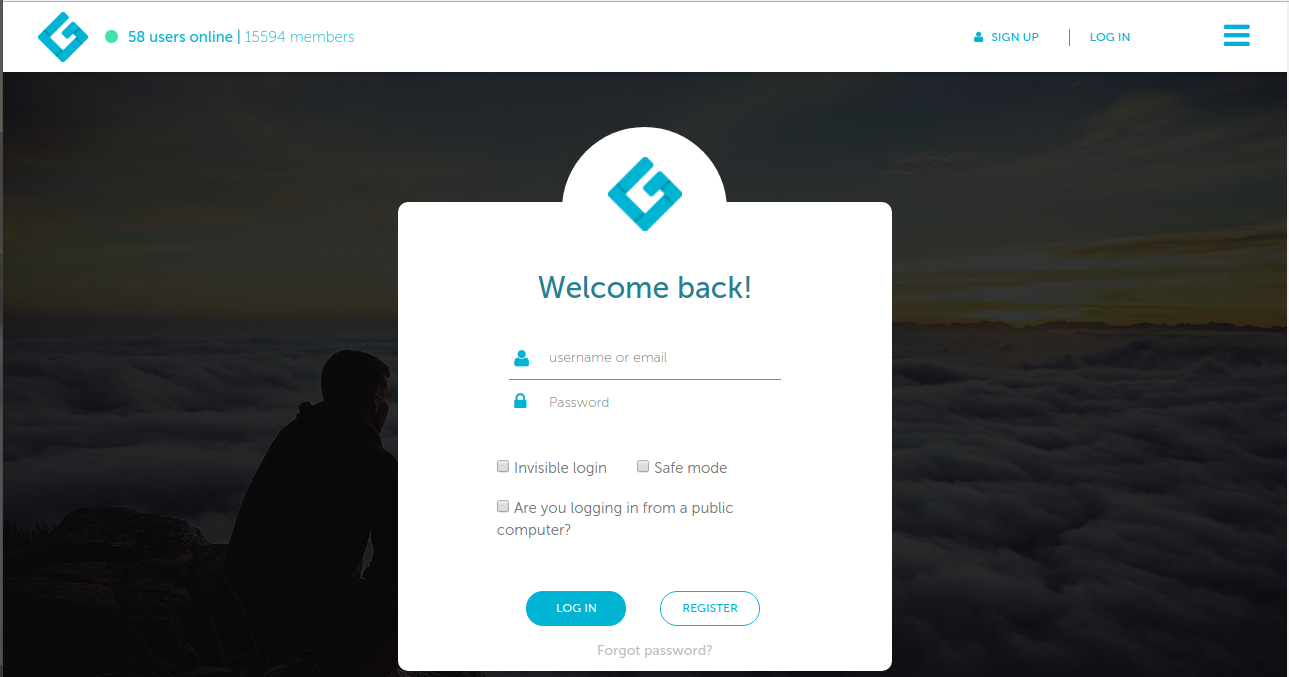 58 users online | 15594 members
SIGN UP | LOG IN
Welcome back!
username or email
Password
Invisible login
Safe mode
Are you logging in from a public
computer?
LOG IN
REGISTER
Forgot password?